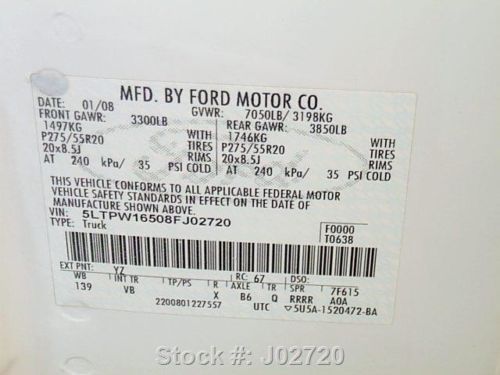 MFD. BY FORD MOTOR CO.
DATE: 01/08 GVWR: 7050LB/ 3198KG
FRONT GAWR: 3300LB REAR GAWR: 3850LB
1497KG WITH 1746KG WITH
P275/55R20 TIRES P275/55R20 TIRES
20x8.5J RIMS 20x8.5J RIMS
AT 240 kPa/ 35 PSI COLD AT 240 kPa/ 35 PSI COLD
THIS VEHICLE CONFORMS TO ALL APPLICABLE FEDERAL MOTOR
VEHICLE SAFETY STANDARDS IN EFFECT ON THE DATE OF
MANUFACTURE SHOWN ABOVE.
VIN: 5LTPW16508FJ02720 F0000
TYPE: Truck T0638
EXT PNT: YZ RC: 67 DSO:
WB INT TR TP/PS R AXLE TR SPR 7F615
139 VB X B6 Q RRRR A0A
2200801227557 UTC ▽5U5A-1520472-BA
Stock #: J02720